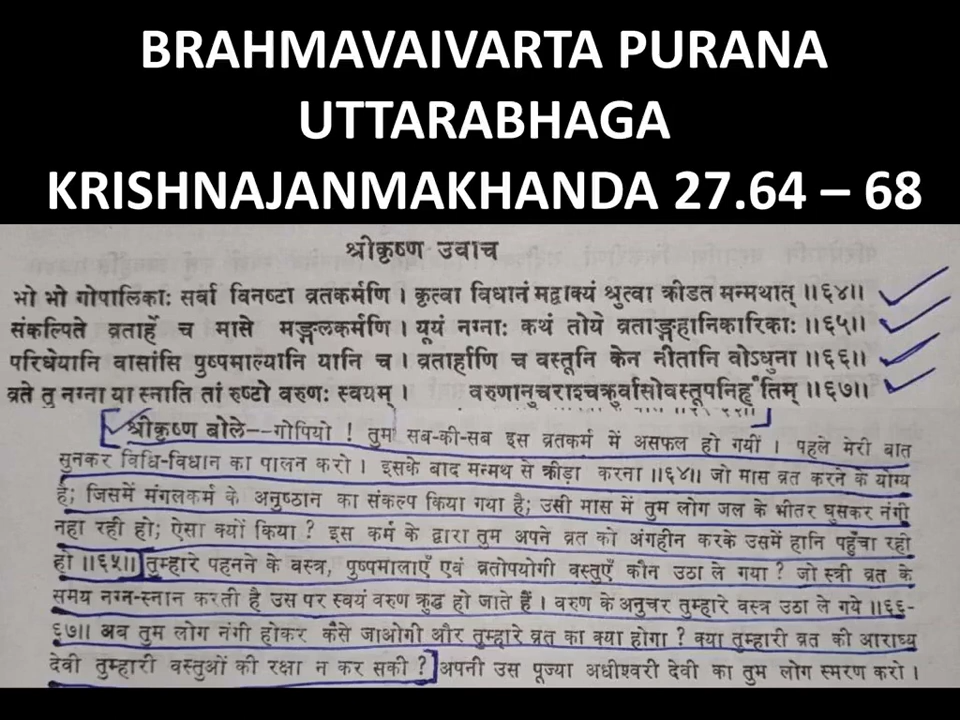 BRAHMAVAIVARTA PURANA
UTTARABHAGA
KRISHNAJANMAKHANDA 27.64 – 68
श्रीकृष्ण उवाच
भो भो गोपालिकाः सर्वा विनष्टा व्रतकर्मणि । कृत्वा विधानं मद्वाक्यं श्रुत्वा क्रीडत मन्मथात् ॥६४॥
संकल्पिते व्रतार्हे च मासे मङ्गलकर्मणि । यूयं नग्नाः कथं तोये व्रताङ्गहानिकारिकाः ॥६५॥
परिधेयानि वासांसि पुष्पमाल्यानि यानि च । व्रतार्हाणि च वस्तूनि केन नीतानि वोऽधुना ॥६६॥
व्रते तु नग्ना या स्नाति तां रुष्टो वरुणः स्वयम् । वरुणानुचराश्चक्रुर्वासोवस्तूपनिर्हृतिम् ॥६७॥
श्रीकृष्ण बोले--गोपियो ! तुम सब-की-सब इस व्रतकर्म में असफल हो गयीं । पहले मेरी बात
सुनकर विधि-विधान का पालन करो । इसके बाद मन्मथ से क्रीड़ा करना ॥६४॥ जो मास व्रत करने के योग्य
है; जिसमें मंगलकर्म के अनुष्ठान का संकल्प किया गया है; उसी मास में तुम लोग जल के भीतर घुसकर नंगी
नहा रही हो; ऐसा क्यों किया ? इस कर्म के द्वारा तुम अपने व्रत को अंगहीन करके उसमें हानि पहुँचा रही
हो ॥६५॥ तुम्हारे पहनने के वस्त्र, पुष्पमालाएँ एवं व्रतोपयोगी वस्तुएँ कौन उठा ले गया ? जो स्त्री व्रत के
समय नग्न-स्नान करती है उस पर स्वयं वरुण क्रुद्ध हो जाते हैं । वरुण के अनुचर तुम्हारे वस्त्र उठा ले गये ॥६६-
६७॥ अब तुम लोग नंगी होकर कैसे जाओगी और तुम्हारे व्रत का क्या होगा ? क्या तुम्हारी व्रत की आराध्य
देवी तुम्हारी वस्तुओं की रक्षा न कर सकी ? अपनी उस पूज्या अधीश्वरी देवी का तुम लोग स्मरण करो ।